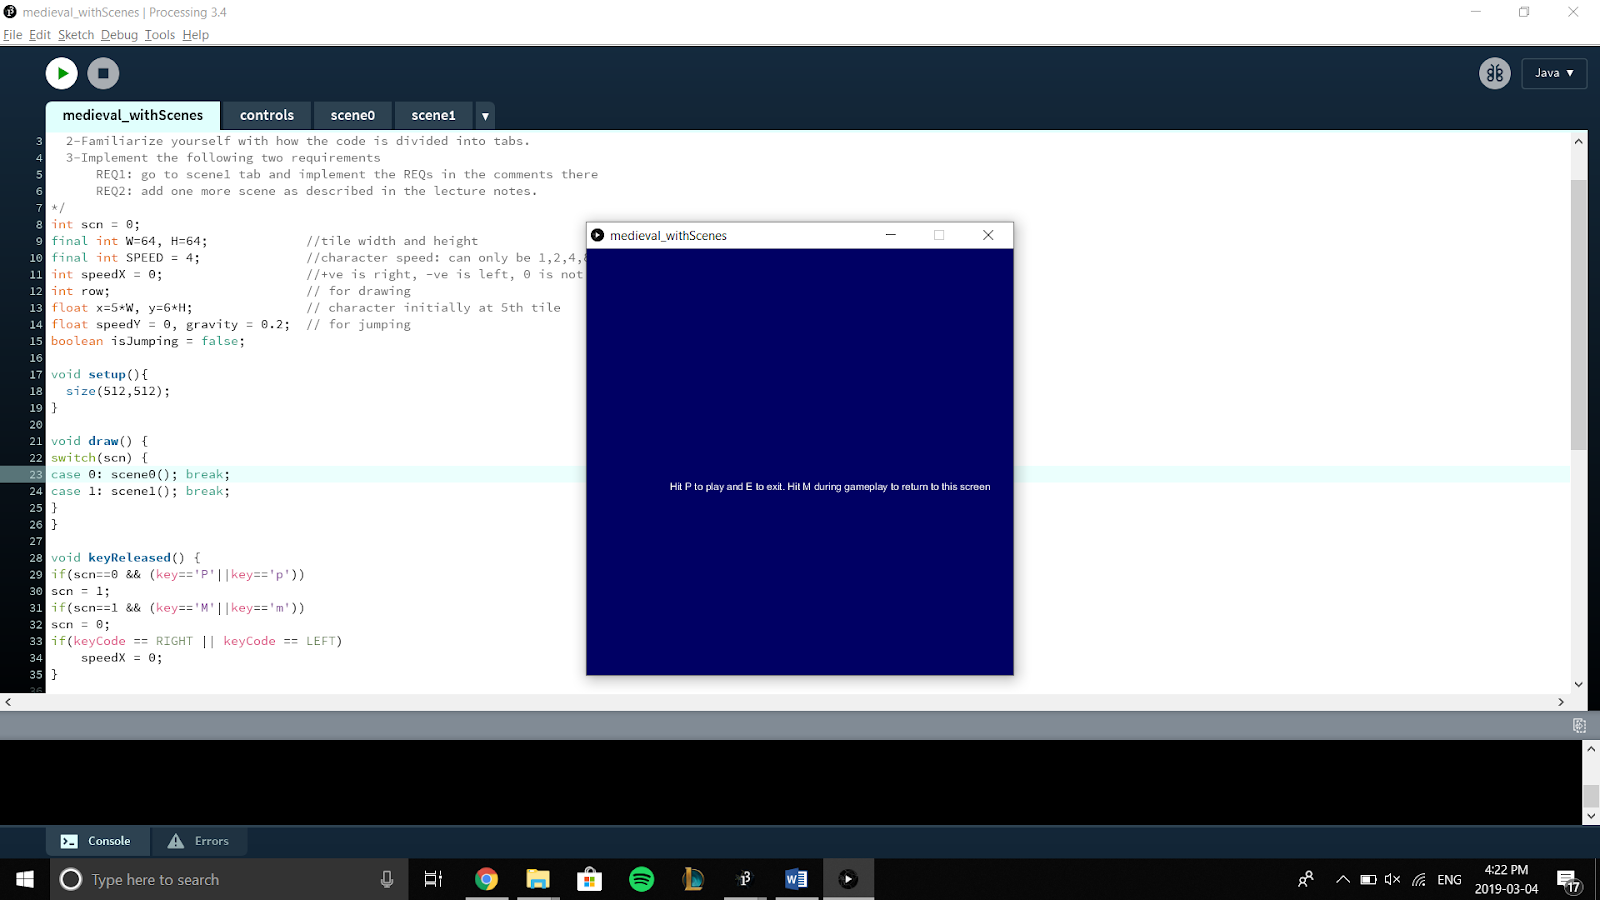 medieval_withScenes | Processing 3.4
File Edit Sketch Debug Tools Help
Java ▼
medieval_withScenes controls scene0 scene1 ▼
3 2-Familiarize yourself with how the code is divided into tabs.
4 3-Implement the following two requirements
5 REQ1: go to scene1 tab and implement the REQs in the comments there
6 REQ2: add one more scene as described in the lecture notes.
7 */
8 int scn = 0;
9 final int W=64, H=64; //tile width and height
10 final int SPEED = 4; //character speed: can only be 1,2,4,
11 int speedX = 0; //+ve is right, -ve is left, 0 is not
12 int row; // for drawing
13 float x=5*W, y=6*H; // character initially at 5th tile
14 float speedY = 0, gravity = 0.2; // for jumping
15 boolean isJumping = false;
16
17 void setup(){
18 size(512,512);
19 }
20
21 void draw() {
22 switch(scn) {
23 case 0: scene0(); break;
24 case 1: scene1(); break;
25 }
26 }
27
28 void keyReleased() {
29 if(scn==0 && (key=='P'||key=='p'))
30 scn = 1;
31 if(scn==1 && (key=='M'||key=='m'))
32 scn = 0;
33 if(keyCode == RIGHT || keyCode == LEFT)
34 speedX = 0;
35 }
36
medieval_withScenes
Hit P to play and E to exit. Hit M during gameplay to return to this screen
Console Errors
Type here to search
ENG
4:22 PM
2019-03-04
17